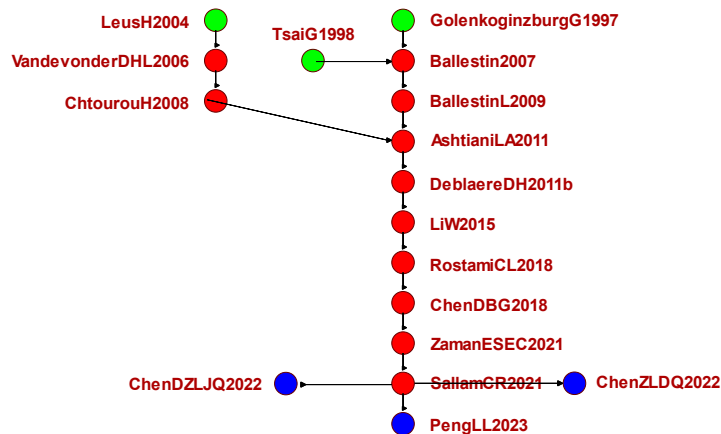 LeusH2004
GolenkoginzburgG1997
TsaiG1998
VandevonderDHL2006
Ballestin2007
ChtourouH2008
BallestinL2009
AshtianiLA2011
DeblaereDH2011b
LiW2015
RostamiCL2018
ChenDBG2018
ZamanESEC2021
ChenDZLJQ2022
SallamCR2021
ChenZLDQ2022
PengLL2023